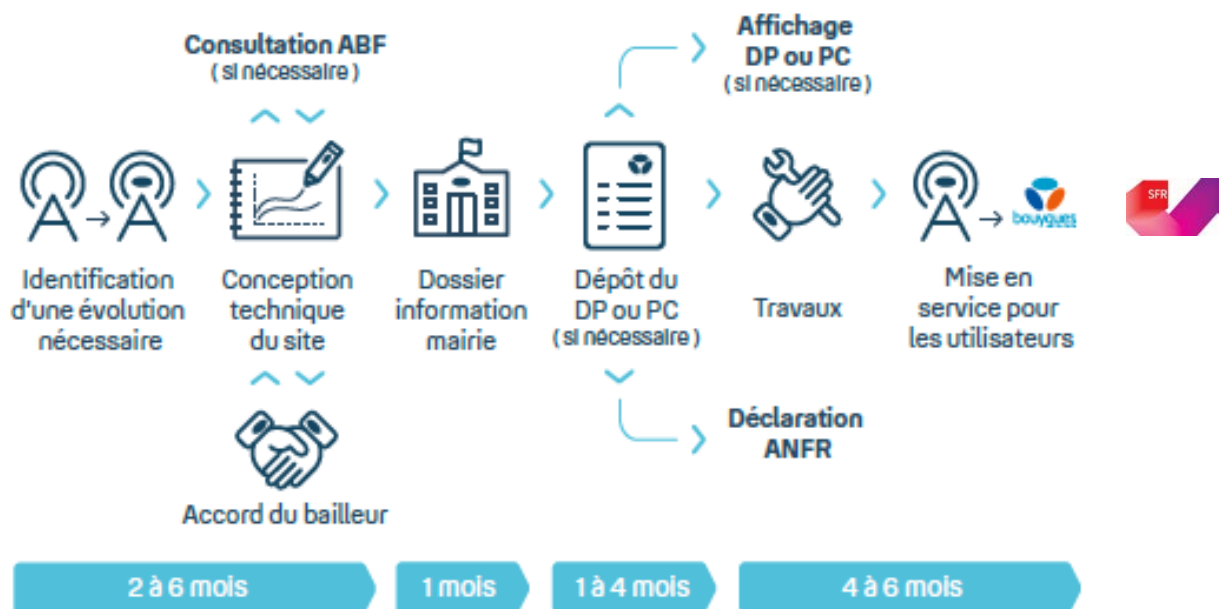 Consultation ABF
( si nécessaire )
Affichage
DP ou PC
( si nécessaire )
Identification
d'une évolution
nécessaire
Conception
technique
du site
Dossier
information
mairie
Dépôt du
DP ou PC
( si nécessaire )
Travaux
bouygues
SFR
Mise en
service pour
les utilisateurs
Accord du bailleur
Déclaration
ANFR
2 à 6 mois
1 mois
1 à 4 mois
4 à 6 mois